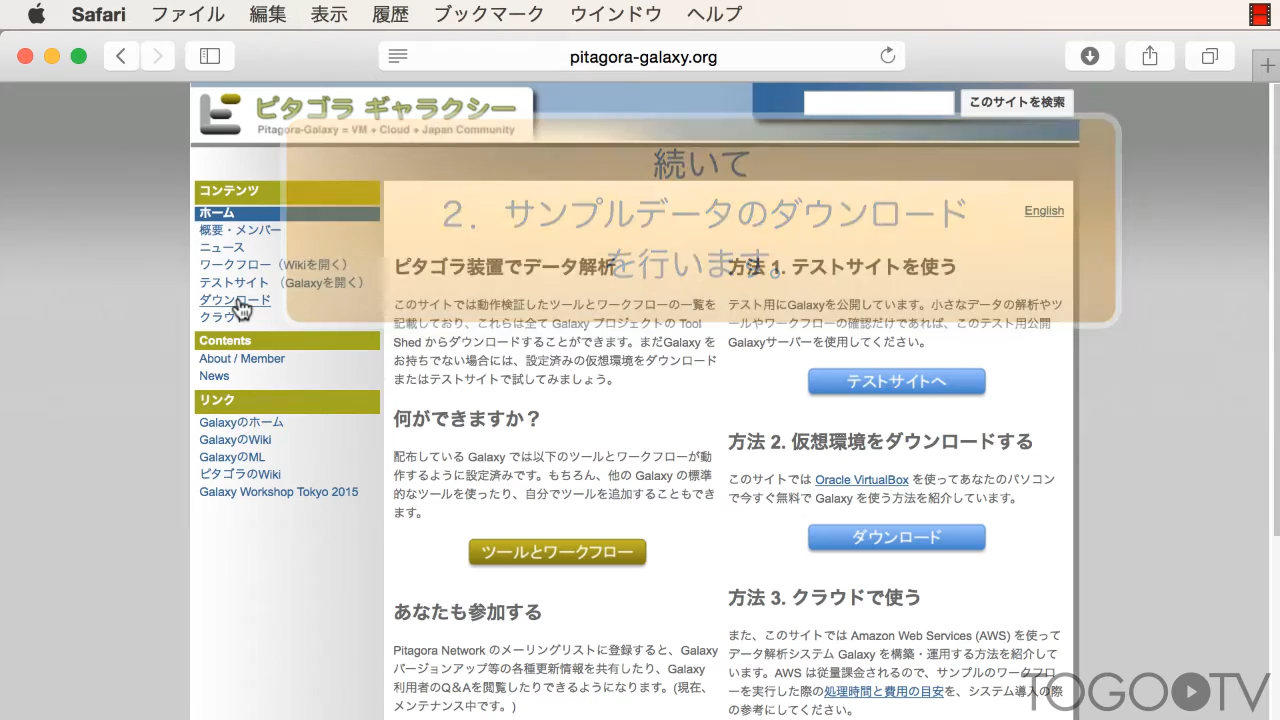 Safari ファイル 編集 表示 履歴 ブックマーク ウインドウ ヘルプ
pitagora-galaxy.org
ピタゴラ ギャラクシー
Pitagora-Galaxy = VM + Cloud + Japan Community
このサイトを検索
続いて
2．サンプルデータのダウンロード
を行います。
English
コンテンツ
ホーム
概要・メンバー
ニュース
ワークフロー（Wikiを開く）
テストサイト （Galaxyを開く）
ダウンロード
クラウ
Contents
About / Member
News
リンク
Galaxyのホーム
GalaxyのWiki
GalaxyのML
ピタゴラのWiki
Galaxy Workshop Tokyo 2015
ピタゴラ装置でデータ解析
このサイトでは動作検証したツールとワークフローの一覧を
記載しており、これらは全て Galaxy プロジェクトの Tool
Shed からダウンロードすることができます。まだGalaxy を
お持ちでない場合には、設定済みの仮想環境をダウンロード
またはテストサイトで試してみましょう。
何ができますか？
配布している Galaxy では以下のツールとワークフローが動
作するように設定済みです。もちろん、他の Galaxy の標準
的なツールを使ったり、自分でツールを追加することもでき
ます。
ツールとワークフロー
あなたも参加する
Pitagora Network のメーリングリストに登録すると、Galaxy
バージョンアップ等の各種更新情報を共有したり、Galaxy
利用者のQ&Aを閲覧したりできるようになります。(現在、
メンテナンス中です。)
方法 1. テストサイトを使う
テスト用にGalaxyを公開しています。小さなデータの解析やツ
ールやワークフローの確認だけであれば、このテスト用公開
Galaxyサーバーを使用してください。
テストサイトへ
方法 2. 仮想環境をダウンロードする
このサイトでは Oracle VirtualBox を使ってあなたのパソコン
で今すぐ無料で Galaxy を使う方法を紹介しています。
ダウンロード
方法 3. クラウドで使う
また、このサイトでは Amazon Web Services (AWS) を使って
データ解析システム Galaxy を構築・運用する方法を紹介して
います。AWS は従量課金されるので、サンプルのワークフロ
ーを実行した際の処理時間と費用の目安を、システム導入の際
の参考にしてください。
TOGO TV